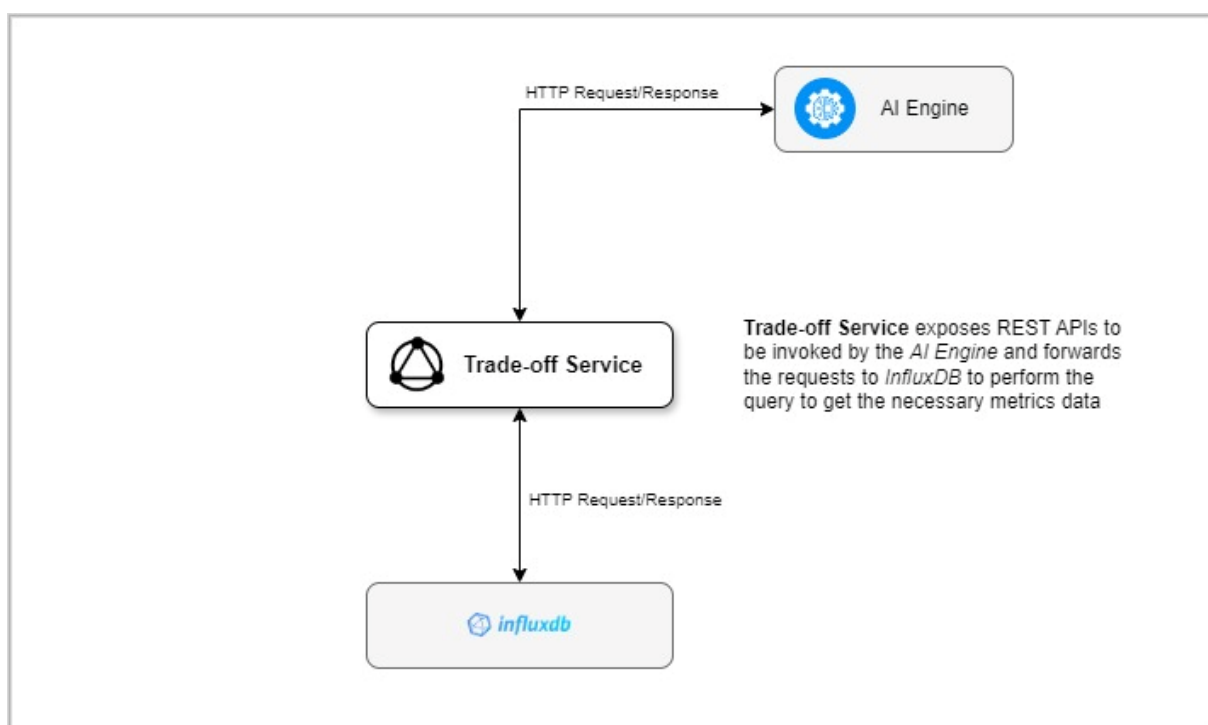 HTTP Request/Response
AI Engine
Trade-off Service
Trade-off Service exposes REST APIs to
be invoked by the AI Engine and forwards
the requests to InfluxDB to perform the
query to get the necessary metrics data
HTTP Request/Response
influxdb